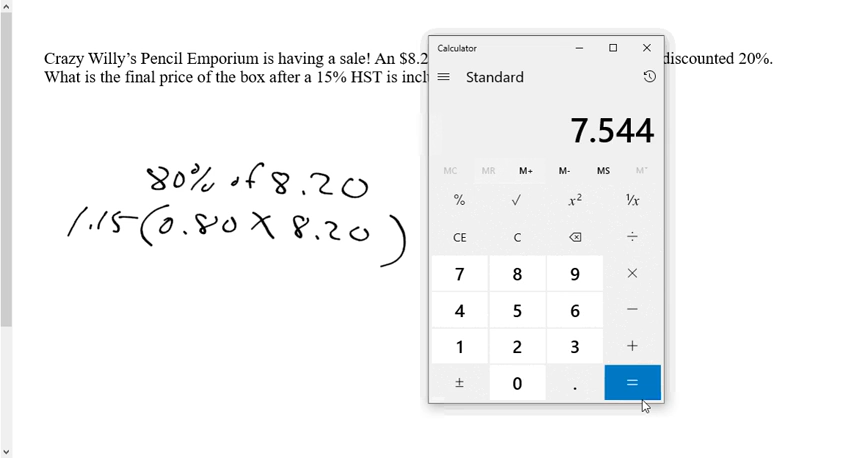 Crazy Willy's Pencil Emporium is having a sale! An $8.2
discounted 20%.
What is the final price of the box after a 15% HST is
80% of 8.20
1.15(0.80 × 8.20)
Calculator
Standard
7.544
MC MR M+ M- MS
% √ x² ¹/x
CE C ÷
7 8 9 ×
4 5 6 −
1 2 3 +
± 0 . =